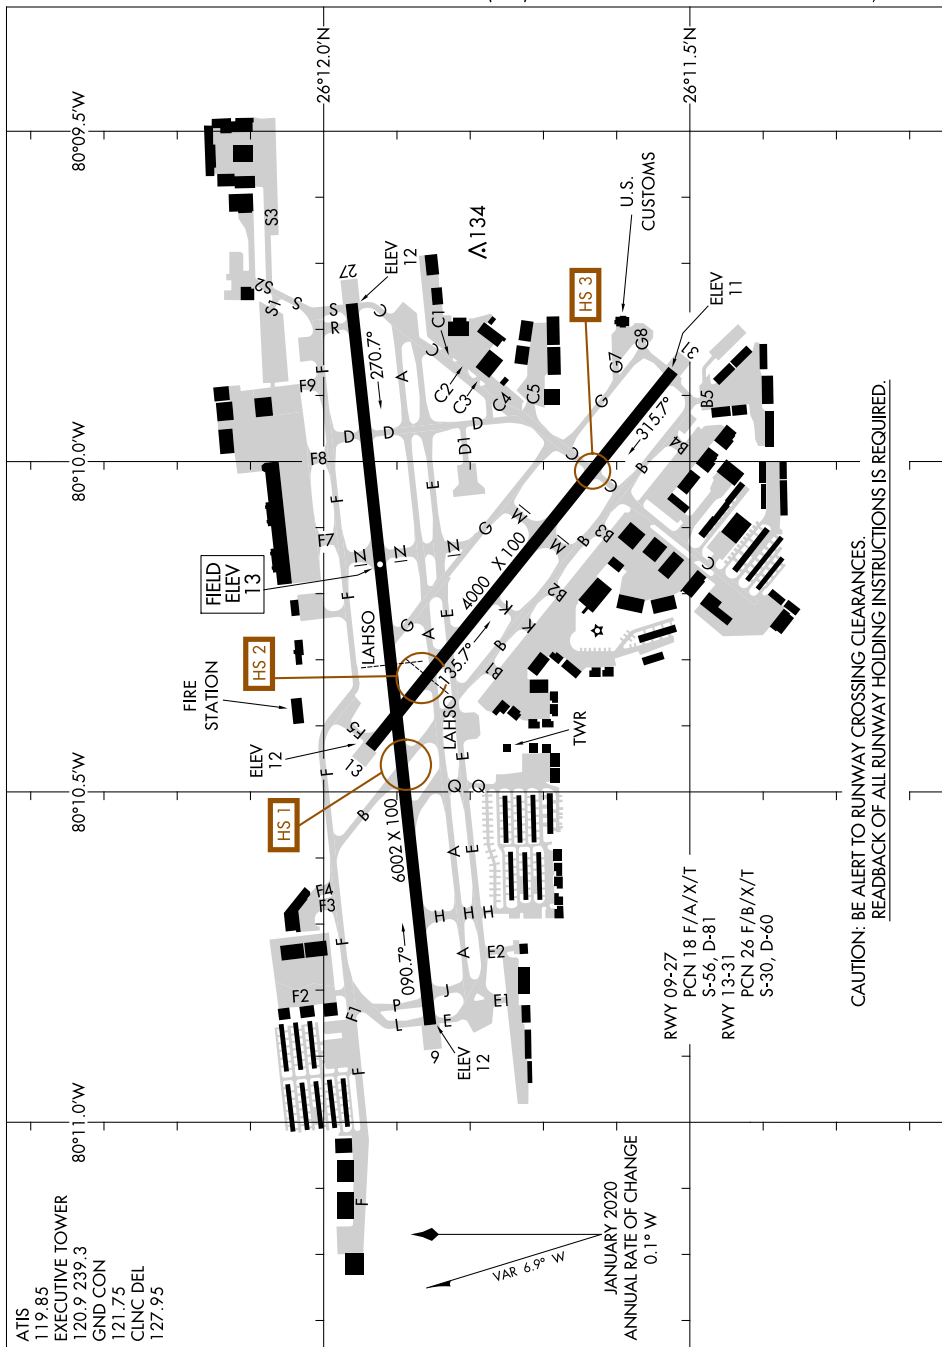 ATIS
119.85
EXECUTIVE TOWER
120.9 239.3
GND CON
121.75
CLNC DEL
127.95
80°11.0'W
80°10.5'W
80°10.0'W
80°09.5'W
26°12.0'N
26°11.5'N
JANUARY 2020
ANNUAL RATE OF CHANGE
0.1° W
VAR 6.9° W
F
F
F1
F2
F3
F4
F
F
B
HS 1
FIRE
STATION
HS 2
FIELD
ELEV
13
ELEV
12
13
F5
F
F7
F
F8
F9
F
R
S
S
S1
S2
S3
27
ELEV
12
270.7°
C
A
C
D
D
D
D1
E
C1
C2
C3
C4
C5
134
LAHSO
LAHSO
N
N
N
G
G
G
G7
G8
A
E
M
M
K
K
B
B
B
B1
B2
B3
B4
B5
C
C
C
HS 3
U.S.
CUSTOMS
ELEV
11
31
315.7°
4000 X 100
135.7°
6002 X 100
090.7°
L
P
J
E
9
ELEV
12
E1
E2
A
H
H
H
A
E
Q
Q
E
TWR
RWY 09-27
PCN 18 F/A/X/T
S-56, D-81
RWY 13-31
PCN 26 F/B/X/T
S-30, D-60
CAUTION: BE ALERT TO RUNWAY CROSSING CLEARANCES.
READBACK OF ALL RUNWAY HOLDING INSTRUCTIONS IS REQUIRED.